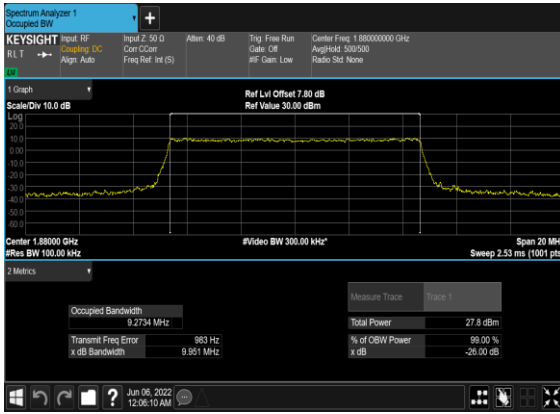 Spectrum Analyzer 1
Occupied BW
+
KEYSIGHT Input: RF Input Z: 50 Ω Atten: 40 dB Trig: Free Run Center Freq: 1.880000000 GHz
RLT Coupling: DC Corr CCorr Gate: Off Avg|Hold: 500/500
Align: Auto Freq Ref: Int (S) #IF Gain: Low Radio Std: None
1 Graph
Ref Lvl Offset 7.80 dB
Scale/Div 10.0 dB Ref Value 30.00 dBm
Log
20.0
10.0
0.00
-10.0
-20.0
-30.0
-40.0
-50.0
-60.0
Center 1.88000 GHz #Video BW 300.00 kHz* Span 20 MH
#Res BW 100.00 kHz Sweep 2.53 ms (1001 pts
2 Metrics
Measure Trace Trace 1
Occupied Bandwidth
9.2734 MHz Total Power 27.8 dBm
Transmit Freq Error 983 Hz % of OBW Power 99.00 %
x dB Bandwidth 9.951 MHz x dB -26.00 dB
? Jun 06, 2022
12:06:10 AM